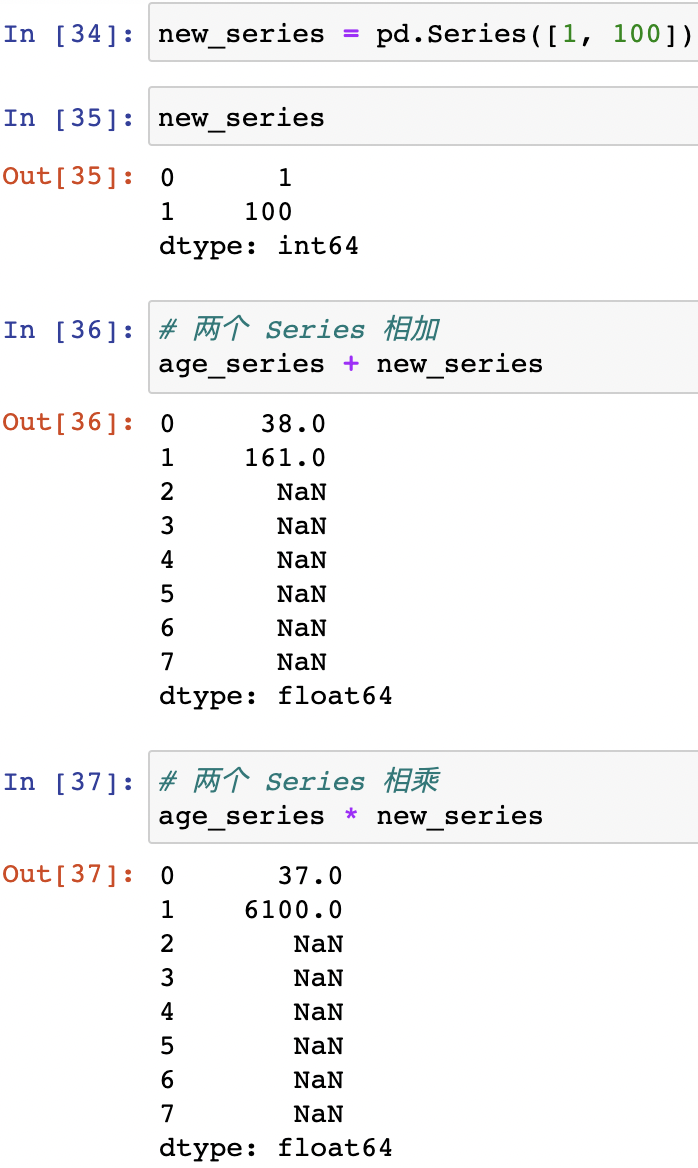 In [34]: new_series = pd.Series([1, 100])
In [35]: new_series
Out[35]: 0 1
1 100
dtype: int64
In [36]: # 两个 Series 相加
age_series + new_series
Out[36]: 0 38.0
1 161.0
2 NaN
3 NaN
4 NaN
5 NaN
6 NaN
7 NaN
dtype: float64
In [37]: # 两个 Series 相乘
age_series * new_series
Out[37]: 0 37.0
1 6100.0
2 NaN
3 NaN
4 NaN
5 NaN
6 NaN
7 NaN
dtype: float64